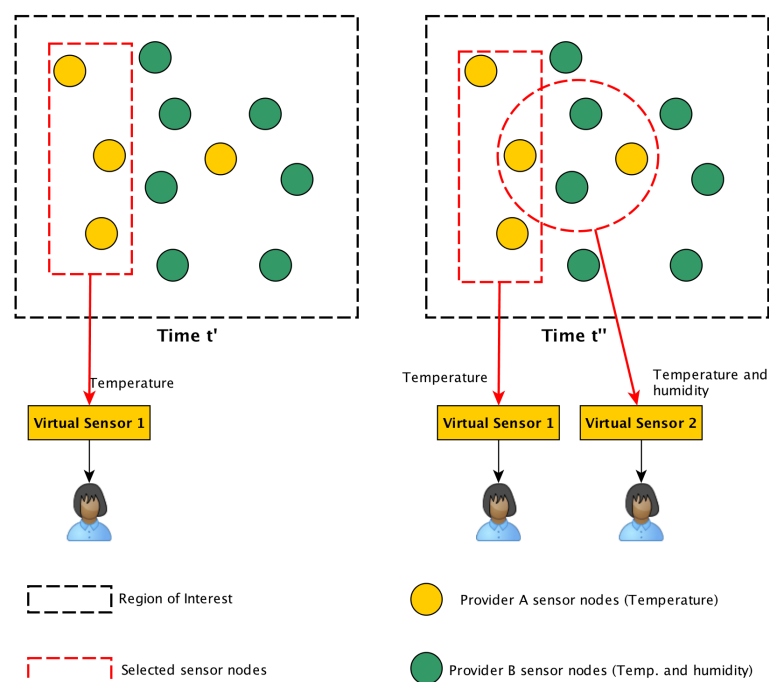 Time t'
Time t"
Temperature
Temperature
Temperature and
humidity
Virtual Sensor 1
Virtual Sensor 1
Virtual Sensor 2
Region of Interest
Provider A sensor nodes (Temperature)
Selected sensor nodes
Provider B sensor nodes (Temp. and humidity)